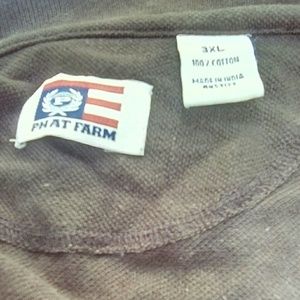 PHAT FARM
3XL
100% COTTON
MADE IN INDIA